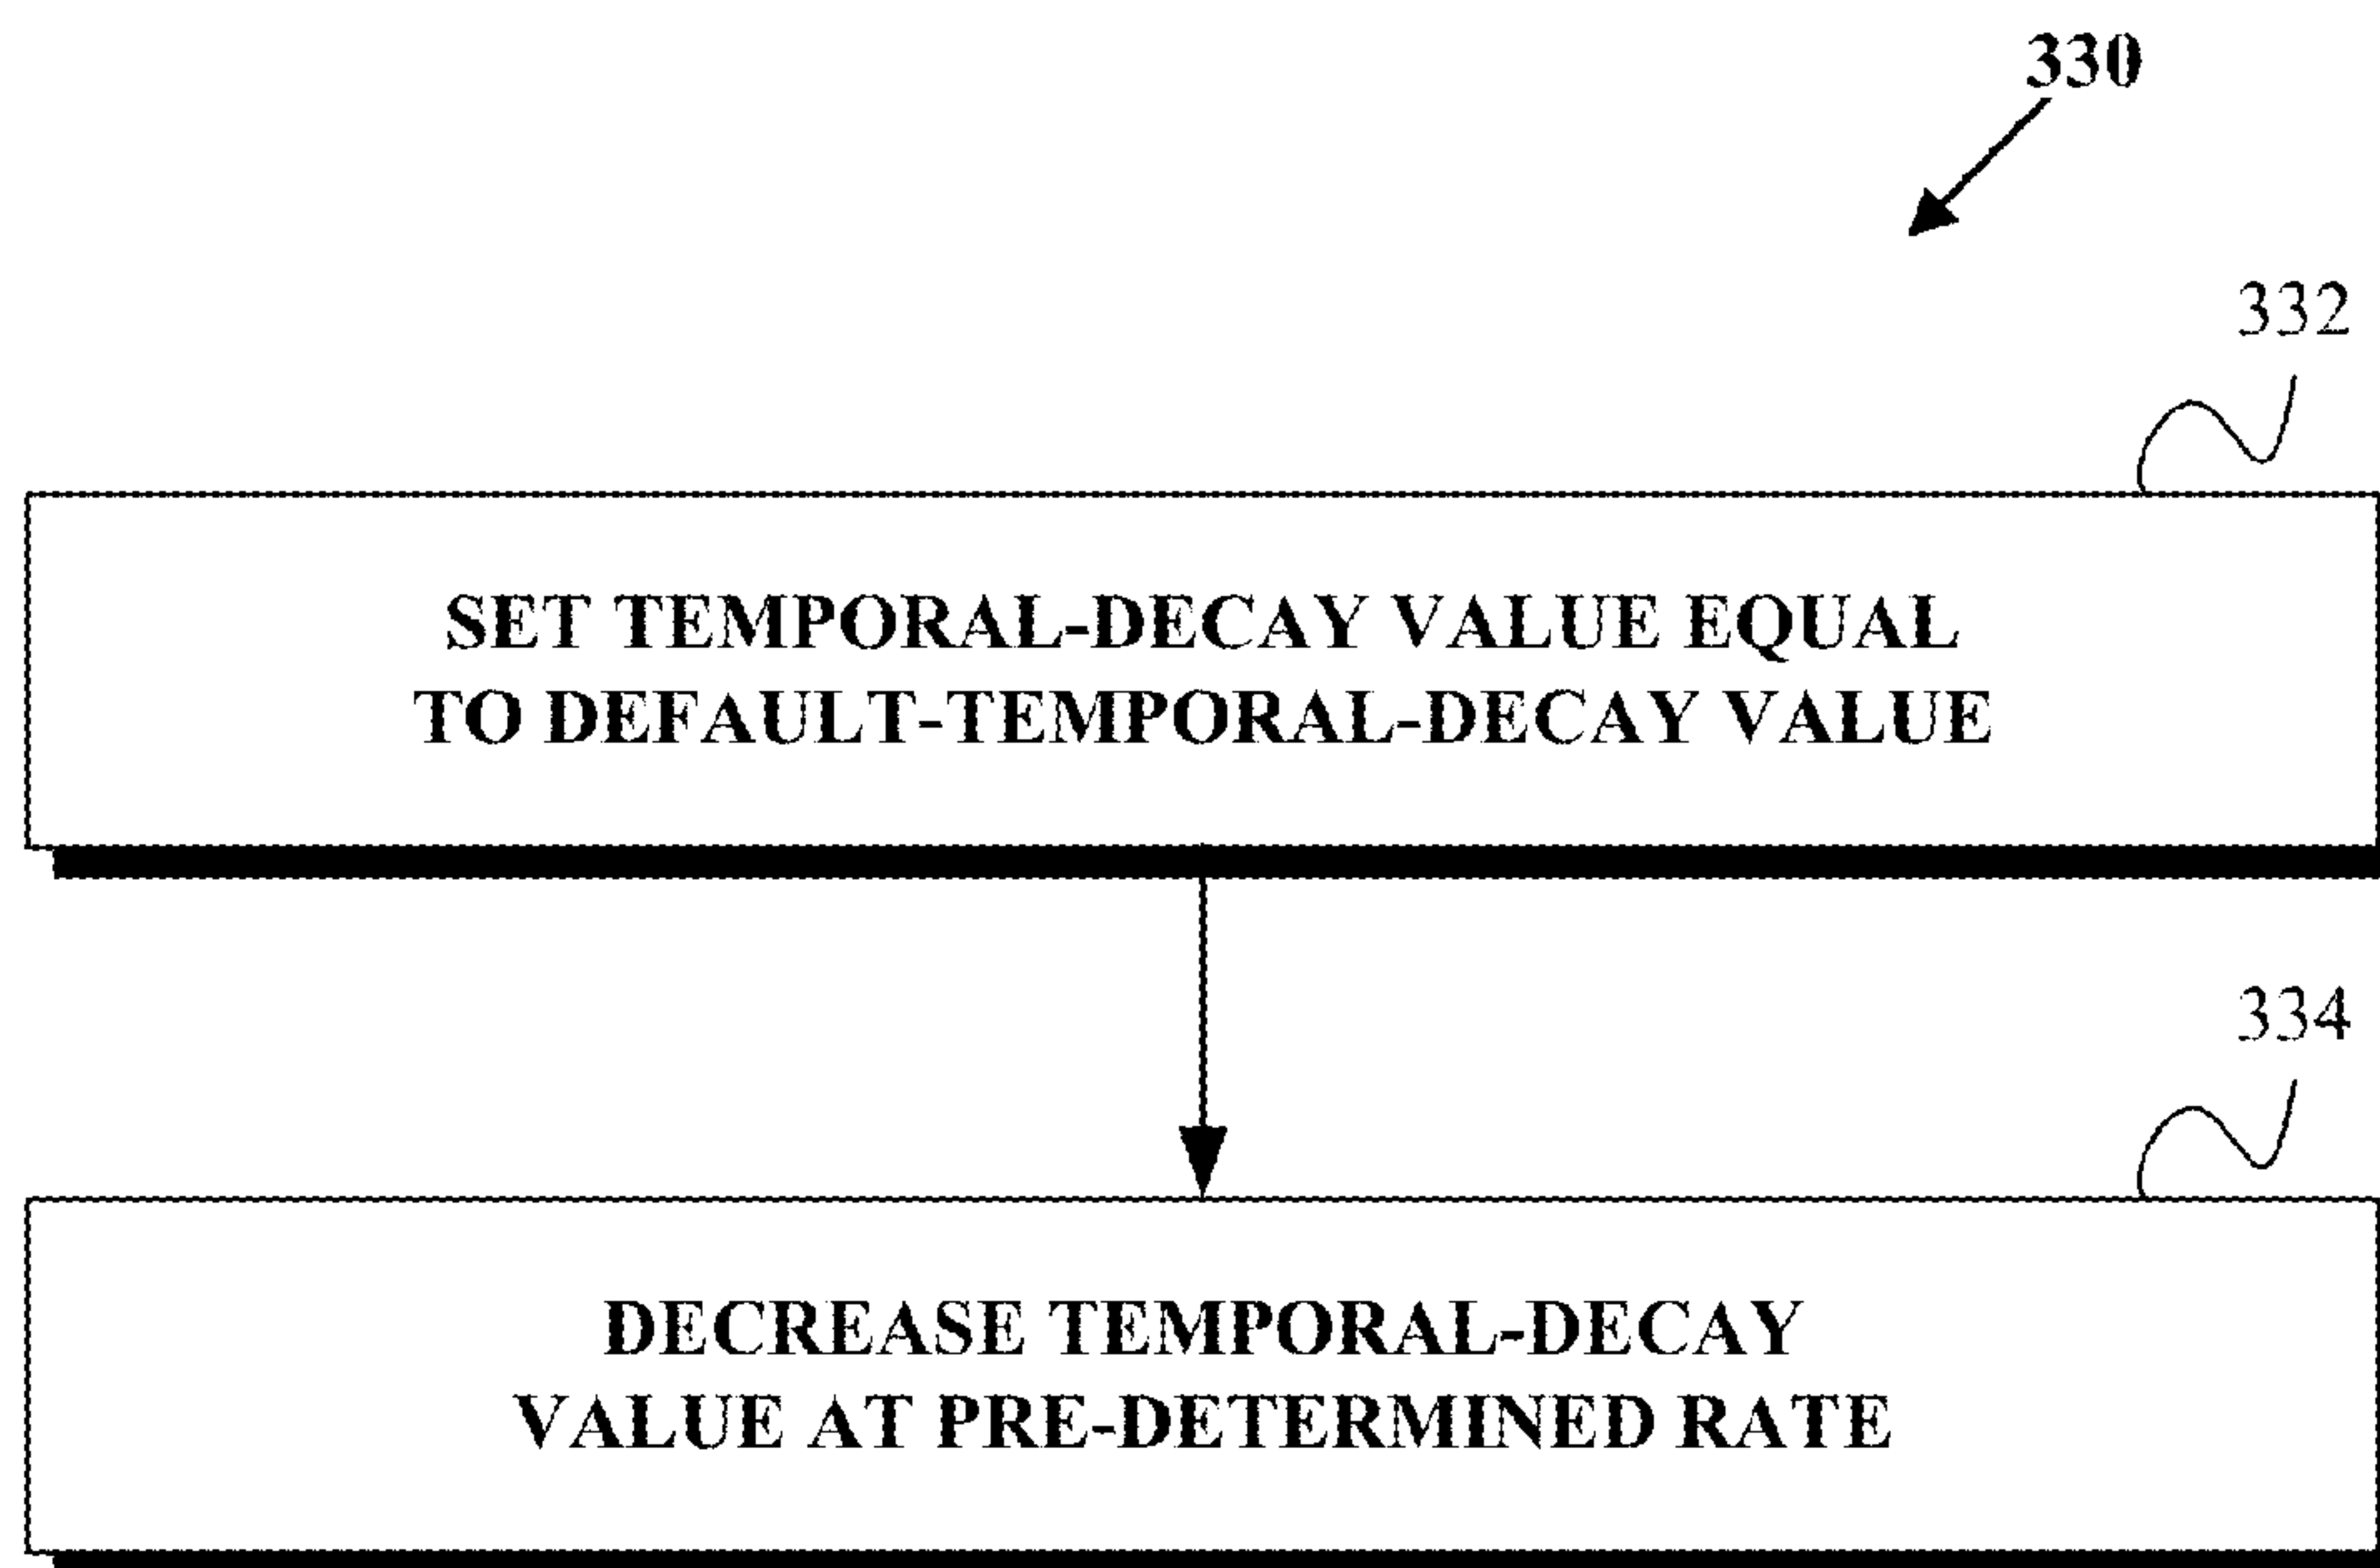 330
332
SET TEMPORAL-DECAY VALUE EQUAL
TO DEFAULT-TEMPORAL-DECAY VALUE
334
DECREASE TEMPORAL-DECAY
VALUE AT PRE-DETERMINED RATE